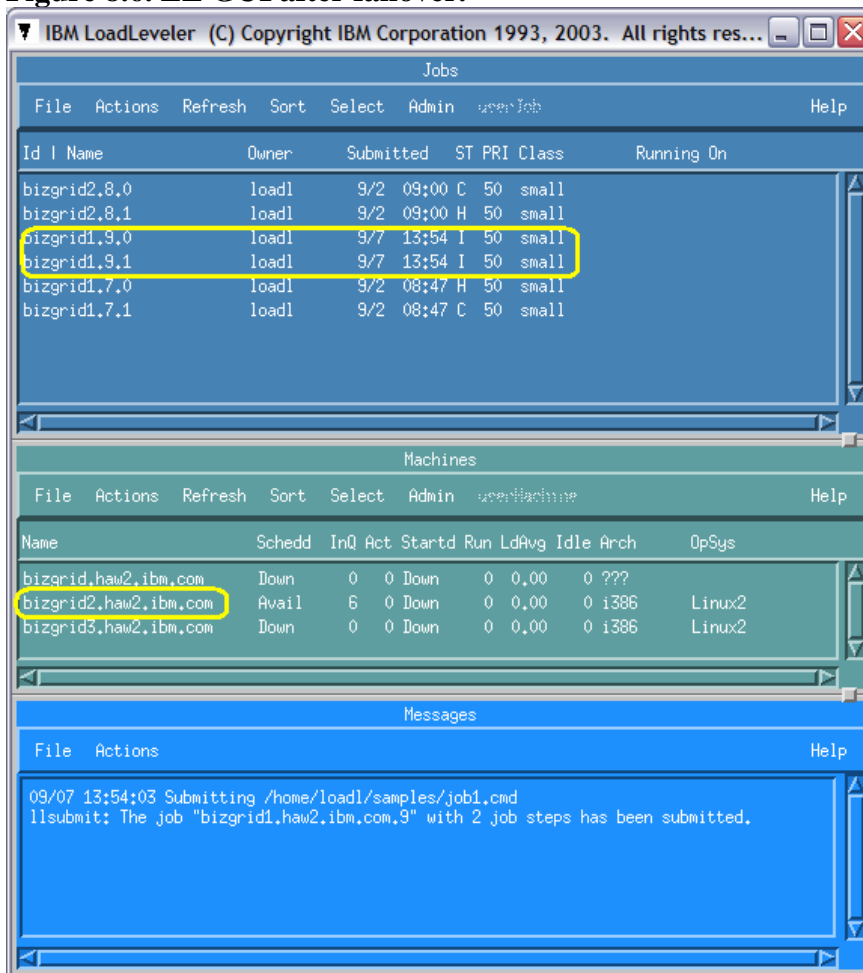 IBM LoadLeveler (C) Copyright IBM Corporation 1993, 2003. All rights res...
Jobs
File Actions Refresh Sort Select Admin userJob Help
Id | Name Owner Submitted ST PRI Class Running On
bizgrid2.8.0 loadl 9/2 09:00 C 50 small
bizgrid2.8.1 loadl 9/2 09:00 H 50 small
bizgrid1.9.0 loadl 9/7 13:54 I 50 small
bizgrid1.9.1 loadl 9/7 13:54 I 50 small
bizgrid1.7.0 loadl 9/2 08:47 H 50 small
bizgrid1.7.1 loadl 9/2 08:47 C 50 small
Machines
File Actions Refresh Sort Select Admin userMachine Help
Name Schedd InQ Act Startd Run LdAvg Idle Arch OpSys
bizgrid.haw2.ibm.com Down 0 0 Down 0 0.00 0 ???
bizgrid2.haw2.ibm.com Avail 6 0 Down 0 0.00 0 i386 Linux2
bizgrid3.haw2.ibm.com Down 0 0 Down 0 0.00 0 i386 Linux2
Messages
File Actions Help
09/07 13:54:03 Submitting /home/loadl/samples/job1.cmd
llsubmit: The job "bizgrid1.haw2.ibm.com.9" with 2 job steps has been submitted.